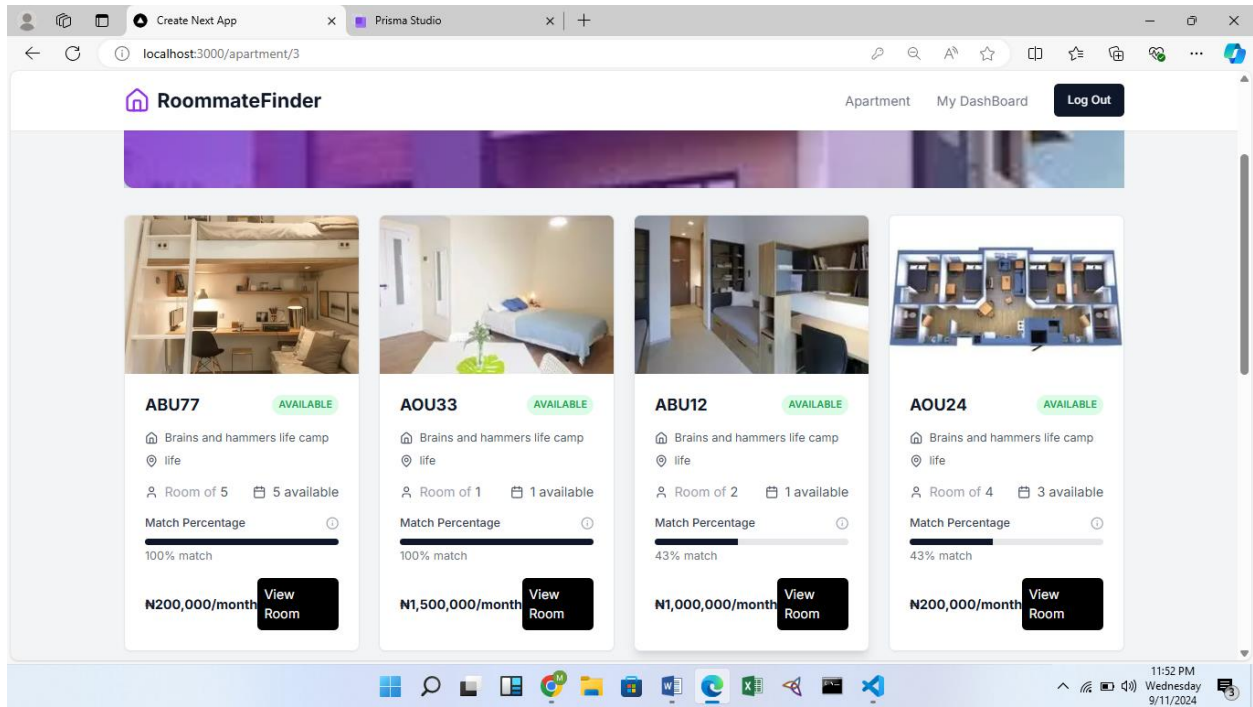 Create Next App
Prisma Studio
localhost:3000/apartment/3
RoommateFinder
Apartment
My DashBoard
Log Out
ABU77
AVAILABLE
Brains and hammers life camp
life
Room of 5
5 available
Match Percentage
100% match
₦200,000/month
View
Room
AOU33
AVAILABLE
Brains and hammers life camp
life
Room of 1
1 available
Match Percentage
100% match
₦1,500,000/month
View
Room
ABU12
AVAILABLE
Brains and hammers life camp
life
Room of 2
1 available
Match Percentage
43% match
₦1,000,000/month
View
Room
AOU24
AVAILABLE
Brains and hammers life camp
life
Room of 4
3 available
Match Percentage
43% match
₦200,000/month
View
Room
11:52 PM
Wednesday
9/11/2024
3